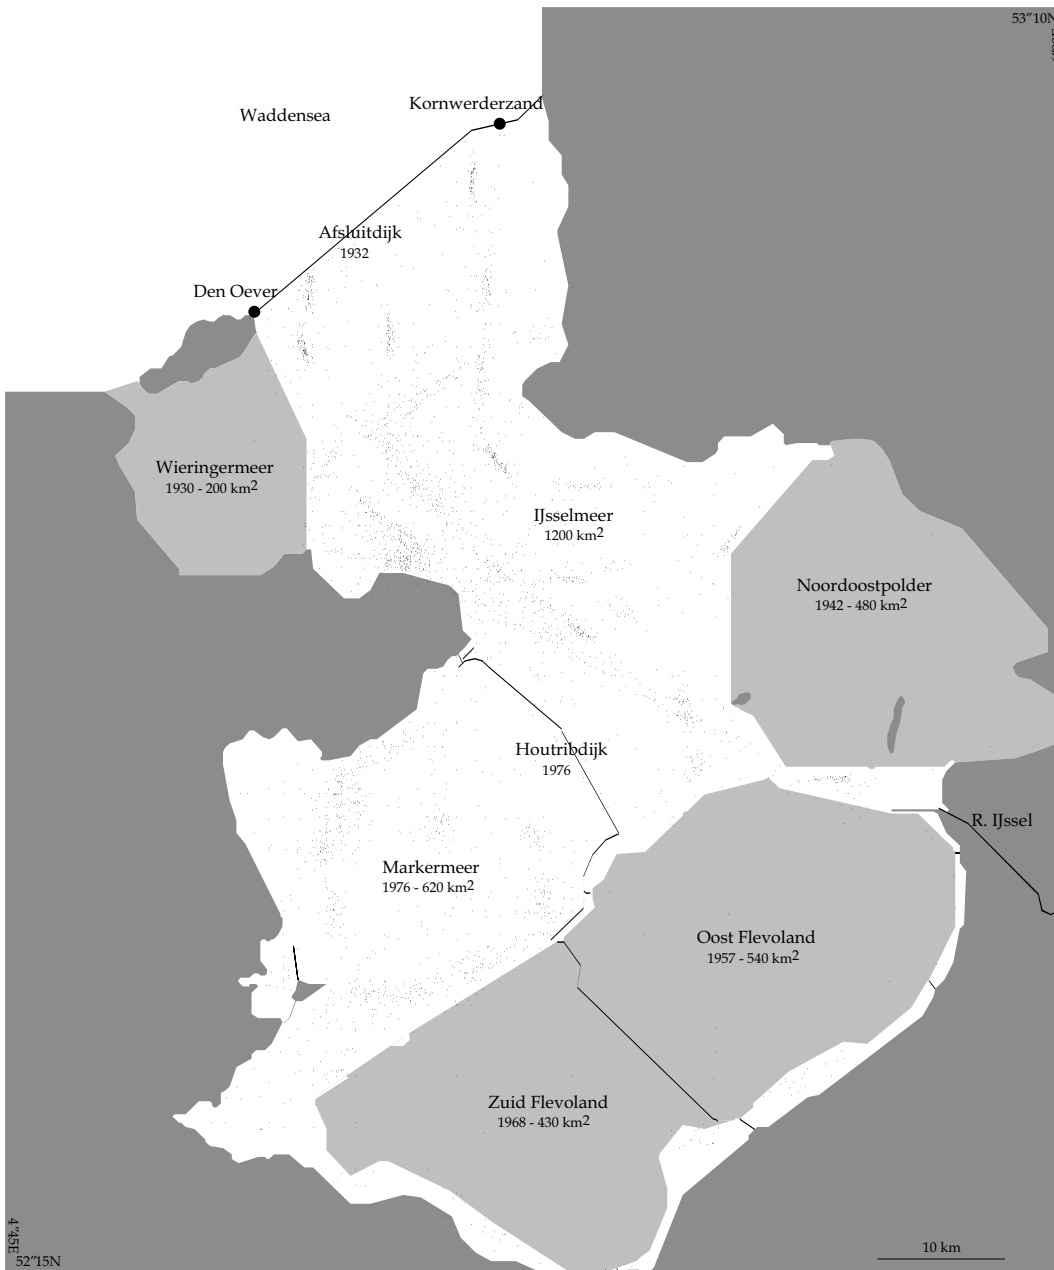 53"10N
Waddensea
Kornwerderzand
Afsluitdijk
1932
Den Oever
Wieringermeer
1930 - 200 km2
IJsselmeer
1200 km2
Noordoostpolder
1942 - 480 km2
Houtribdijk
1976
R. IJssel
Markermeer
1976 - 620 km2
Oost Flevoland
1957 - 540 km2
Zuid Flevoland
1968 - 430 km2
4"45E
52"15N
10 km